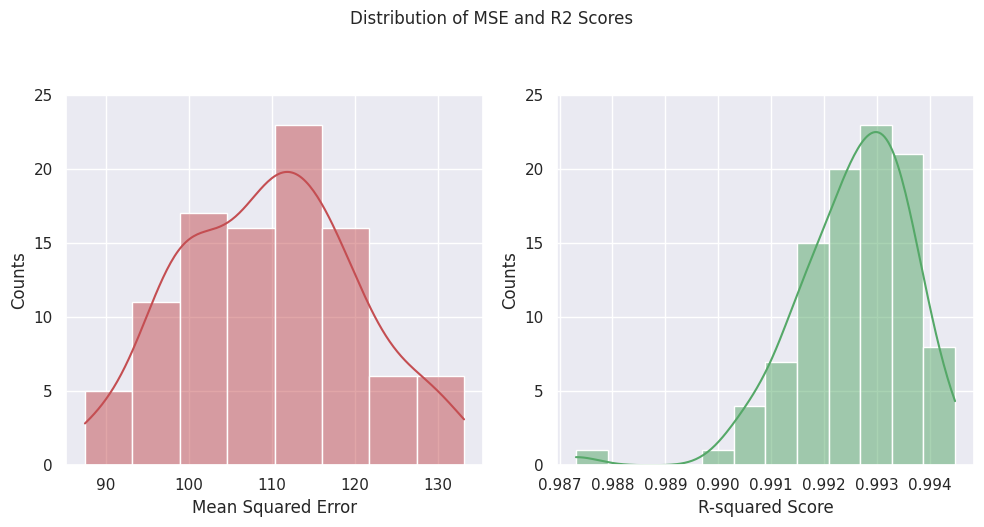 Distribution of MSE and R2 Scores
25
20
15
10
5
0
Counts
90 100 110 120 130
Mean Squared Error
25
20
15
10
5
0
Counts
0.987 0.988 0.989 0.990 0.991 0.992 0.993 0.994
R-squared Score